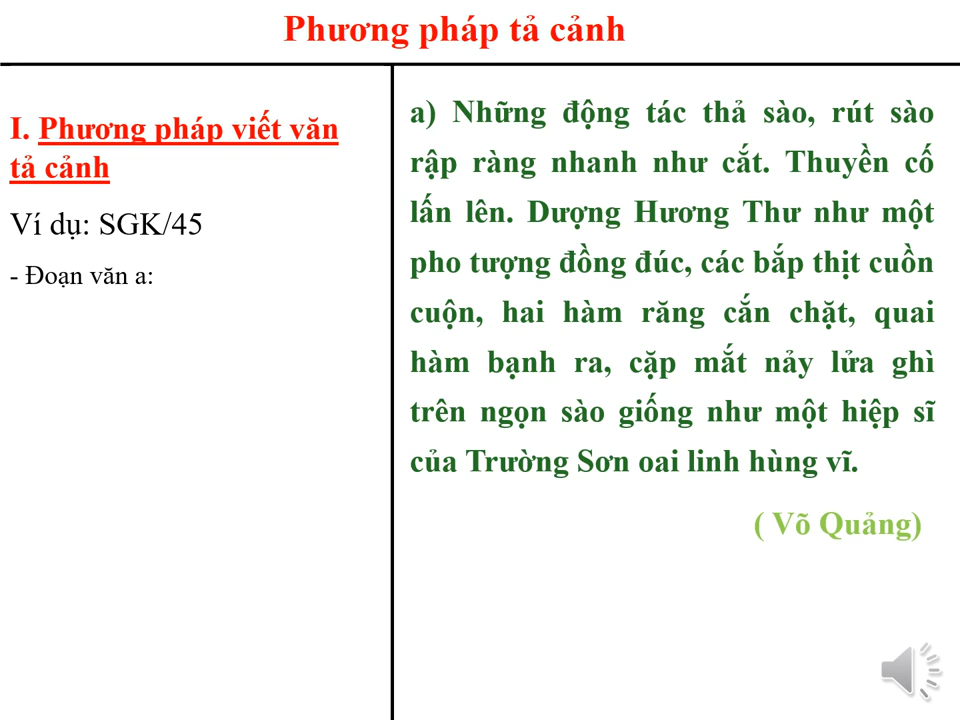 Phương pháp tả cảnh
I. Phương pháp viết văn
tả cảnh
Ví dụ: SGK/45
- Đoạn văn a:
a) Những động tác thả sào, rút sào
rập ràng nhanh như cắt. Thuyền cố
lấn lên. Dượng Hương Thư như một
pho tượng đồng đúc, các bắp thịt cuồn
cuộn, hai hàm răng cắn chặt, quai
hàm bạnh ra, cặp mắt nảy lửa ghì
trên ngọn sào giống như một hiệp sĩ
của Trường Sơn oai linh hùng vĩ.
( Võ Quảng)